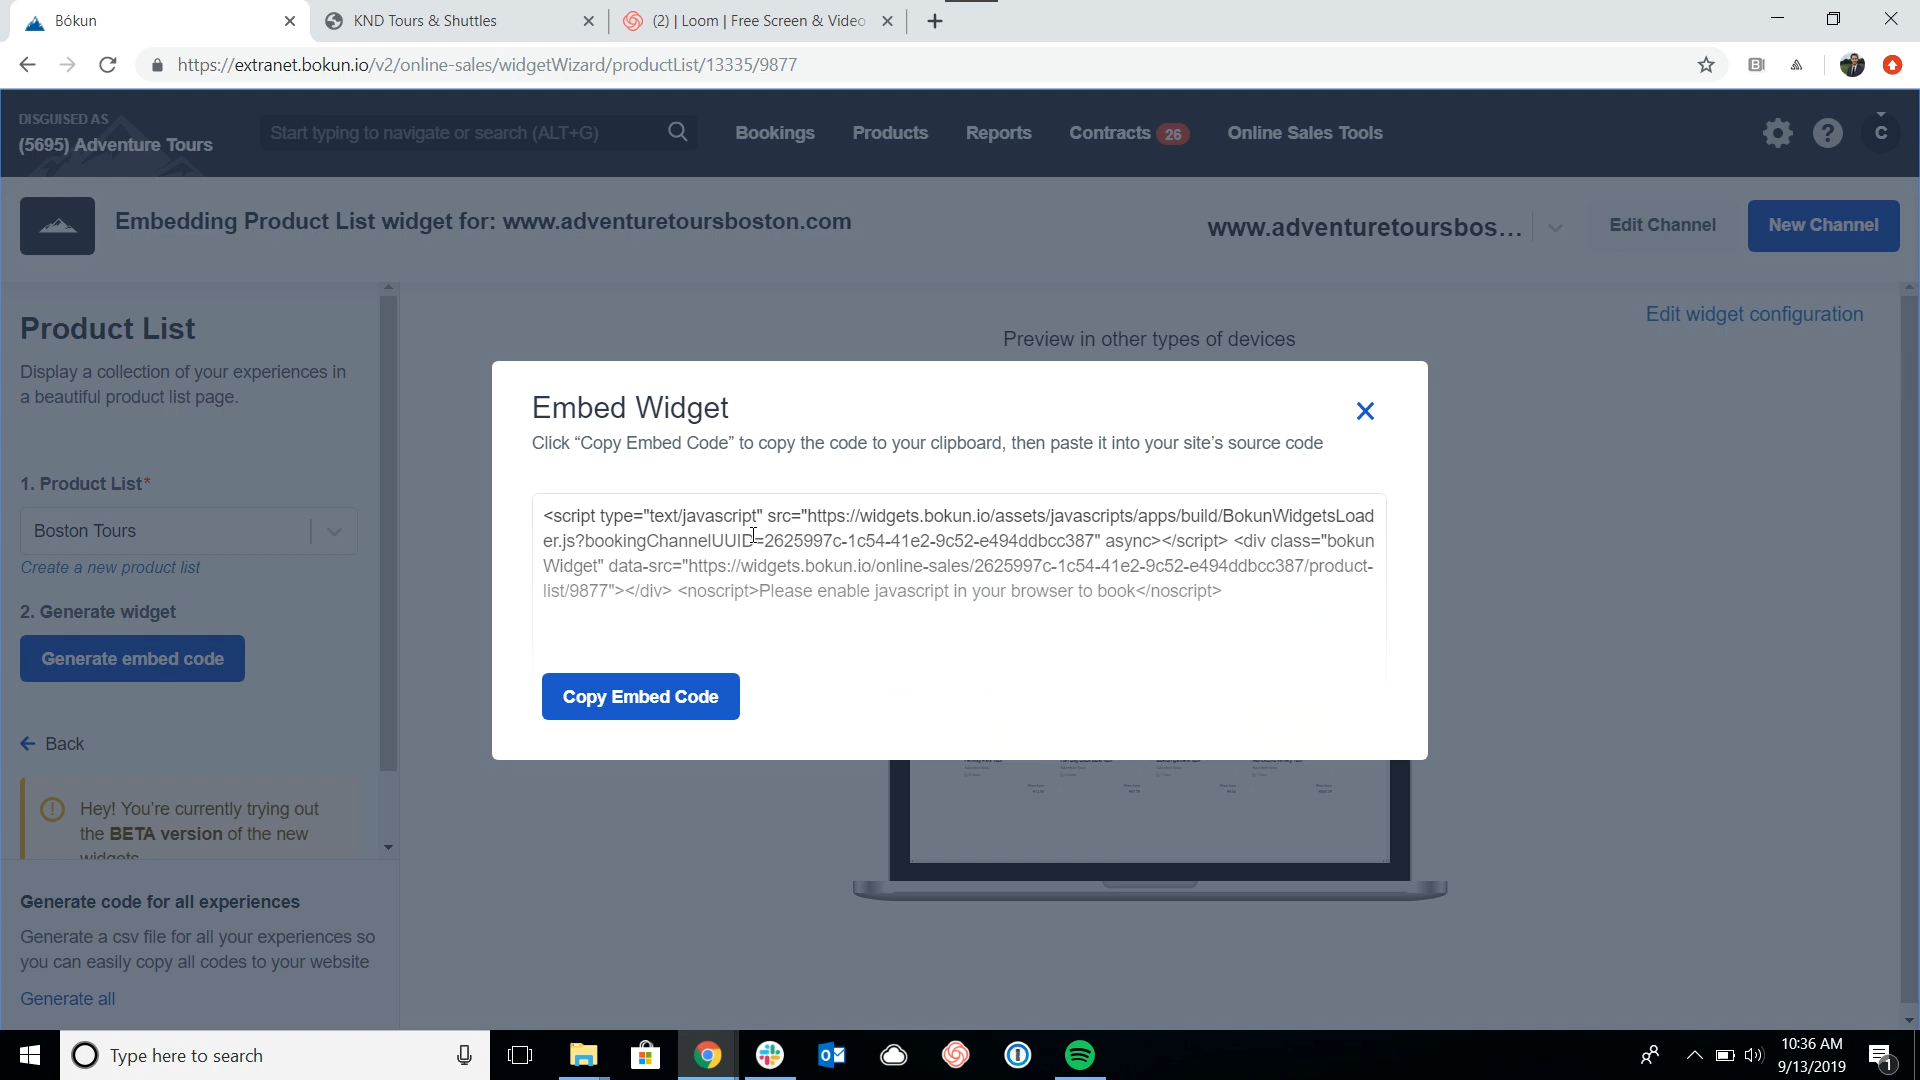 Bókun
KND Tours & Shuttles
(2) | Loom | Free Screen & Video
https://extranet.bokun.io/v2/online-sales/widgetWizard/productList/13335/9877
DISGUISED AS
(5695) Adventure Tours
Start typing to navigate or search (ALT+G)
Bookings
Products
Reports
Contracts 26
Online Sales Tools
C
Embedding Product List widget for: www.adventuretoursboston.com
www.adventuretoursbos...
Edit Channel
New Channel
Product List
Display a collection of your experiences in
a beautiful product list page.
1. Product List*
Boston Tours
Create a new product list
2. Generate widget
Generate embed code
Back
Hey! You're currently trying out
the BETA version of the new
widgets
Generate code for all experiences
Generate a csv file for all your experiences so
you can easily copy all codes to your website
Generate all
Edit widget configuration
Preview in other types of devices
Embed Widget
Click “Copy Embed Code” to copy the code to your clipboard, then paste it into your site’s source code
<script type="text/javascript" src="https://widgets.bokun.io/assets/javascripts/apps/build/BokunWidgetsLoad
er.js?bookingChannelUUID=2625997c-1c54-41e2-9c52-e494ddbcc387" async></script> <div class="bokun
Widget" data-src="https://widgets.bokun.io/online-sales/2625997c-1c54-41e2-9c52-e494ddbcc387/product-
list/9877"></div> <noscript>Please enable javascript in your browser to book</noscript>
Copy Embed Code
Type here to search
10:36 AM
9/13/2019
1